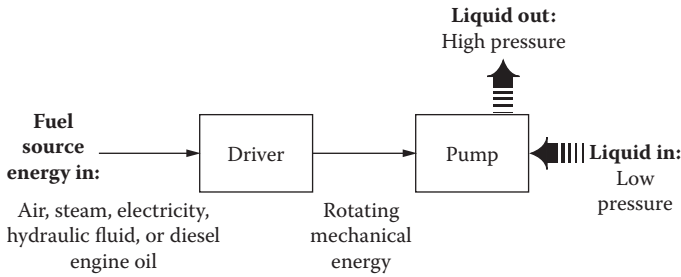 Liquid out:
High pressure
Fuel
source
energy in:
Driver
Pump
Liquid in:
Low
pressure
Air, steam, electricity,
hydraulic fluid, or diesel
engine oil
Rotating
mechanical
energy